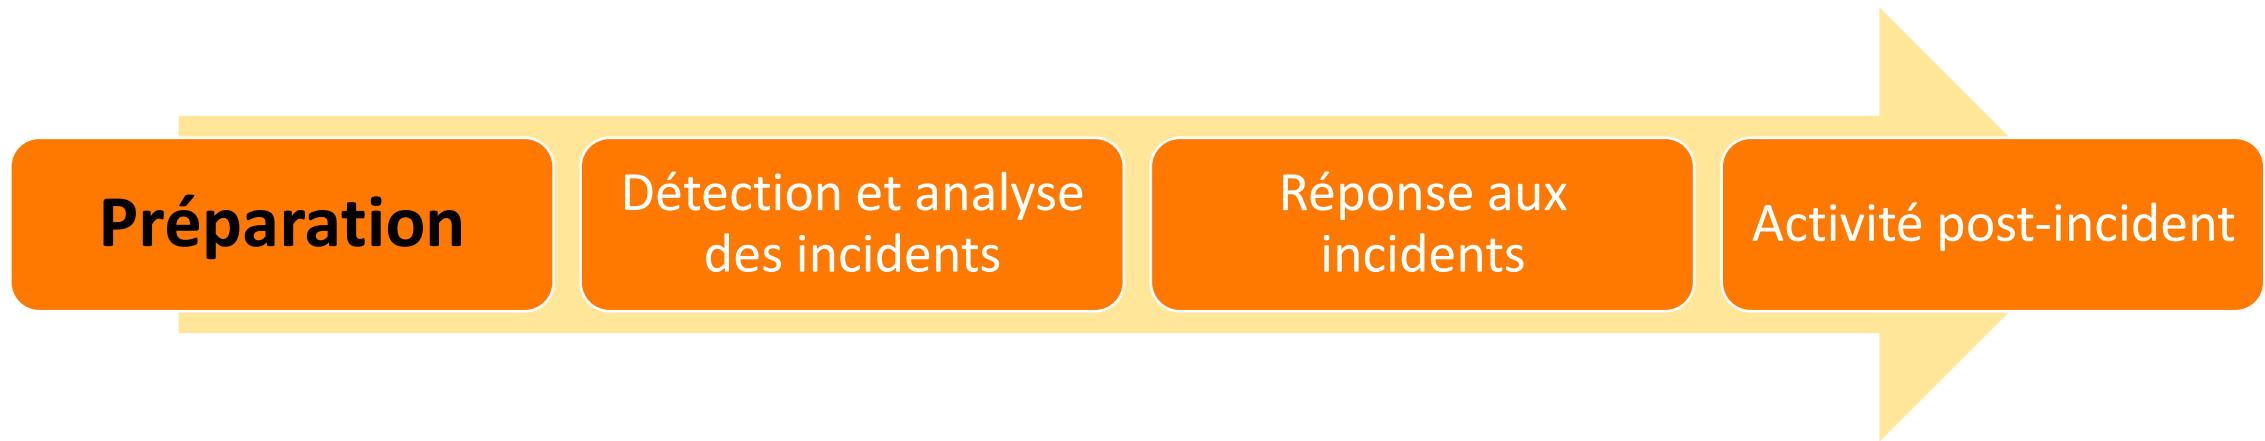 Préparation
Détection et analyse
des incidents
Réponse aux
incidents
Activité post-incident